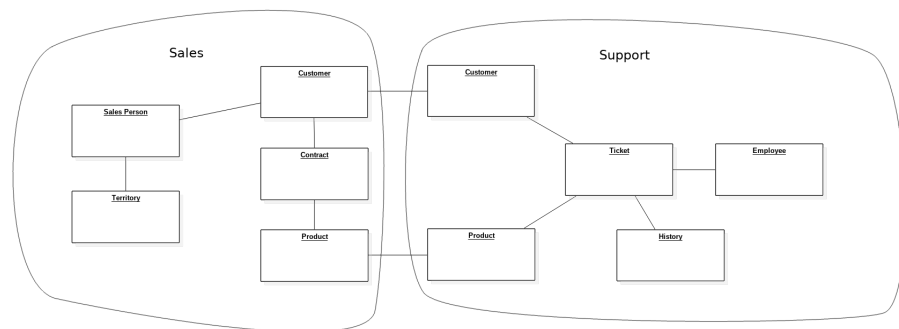 Sales
Support
Customer
Customer
Sales Person
Ticket
Employee
Contract
Territory
Product
Product
History